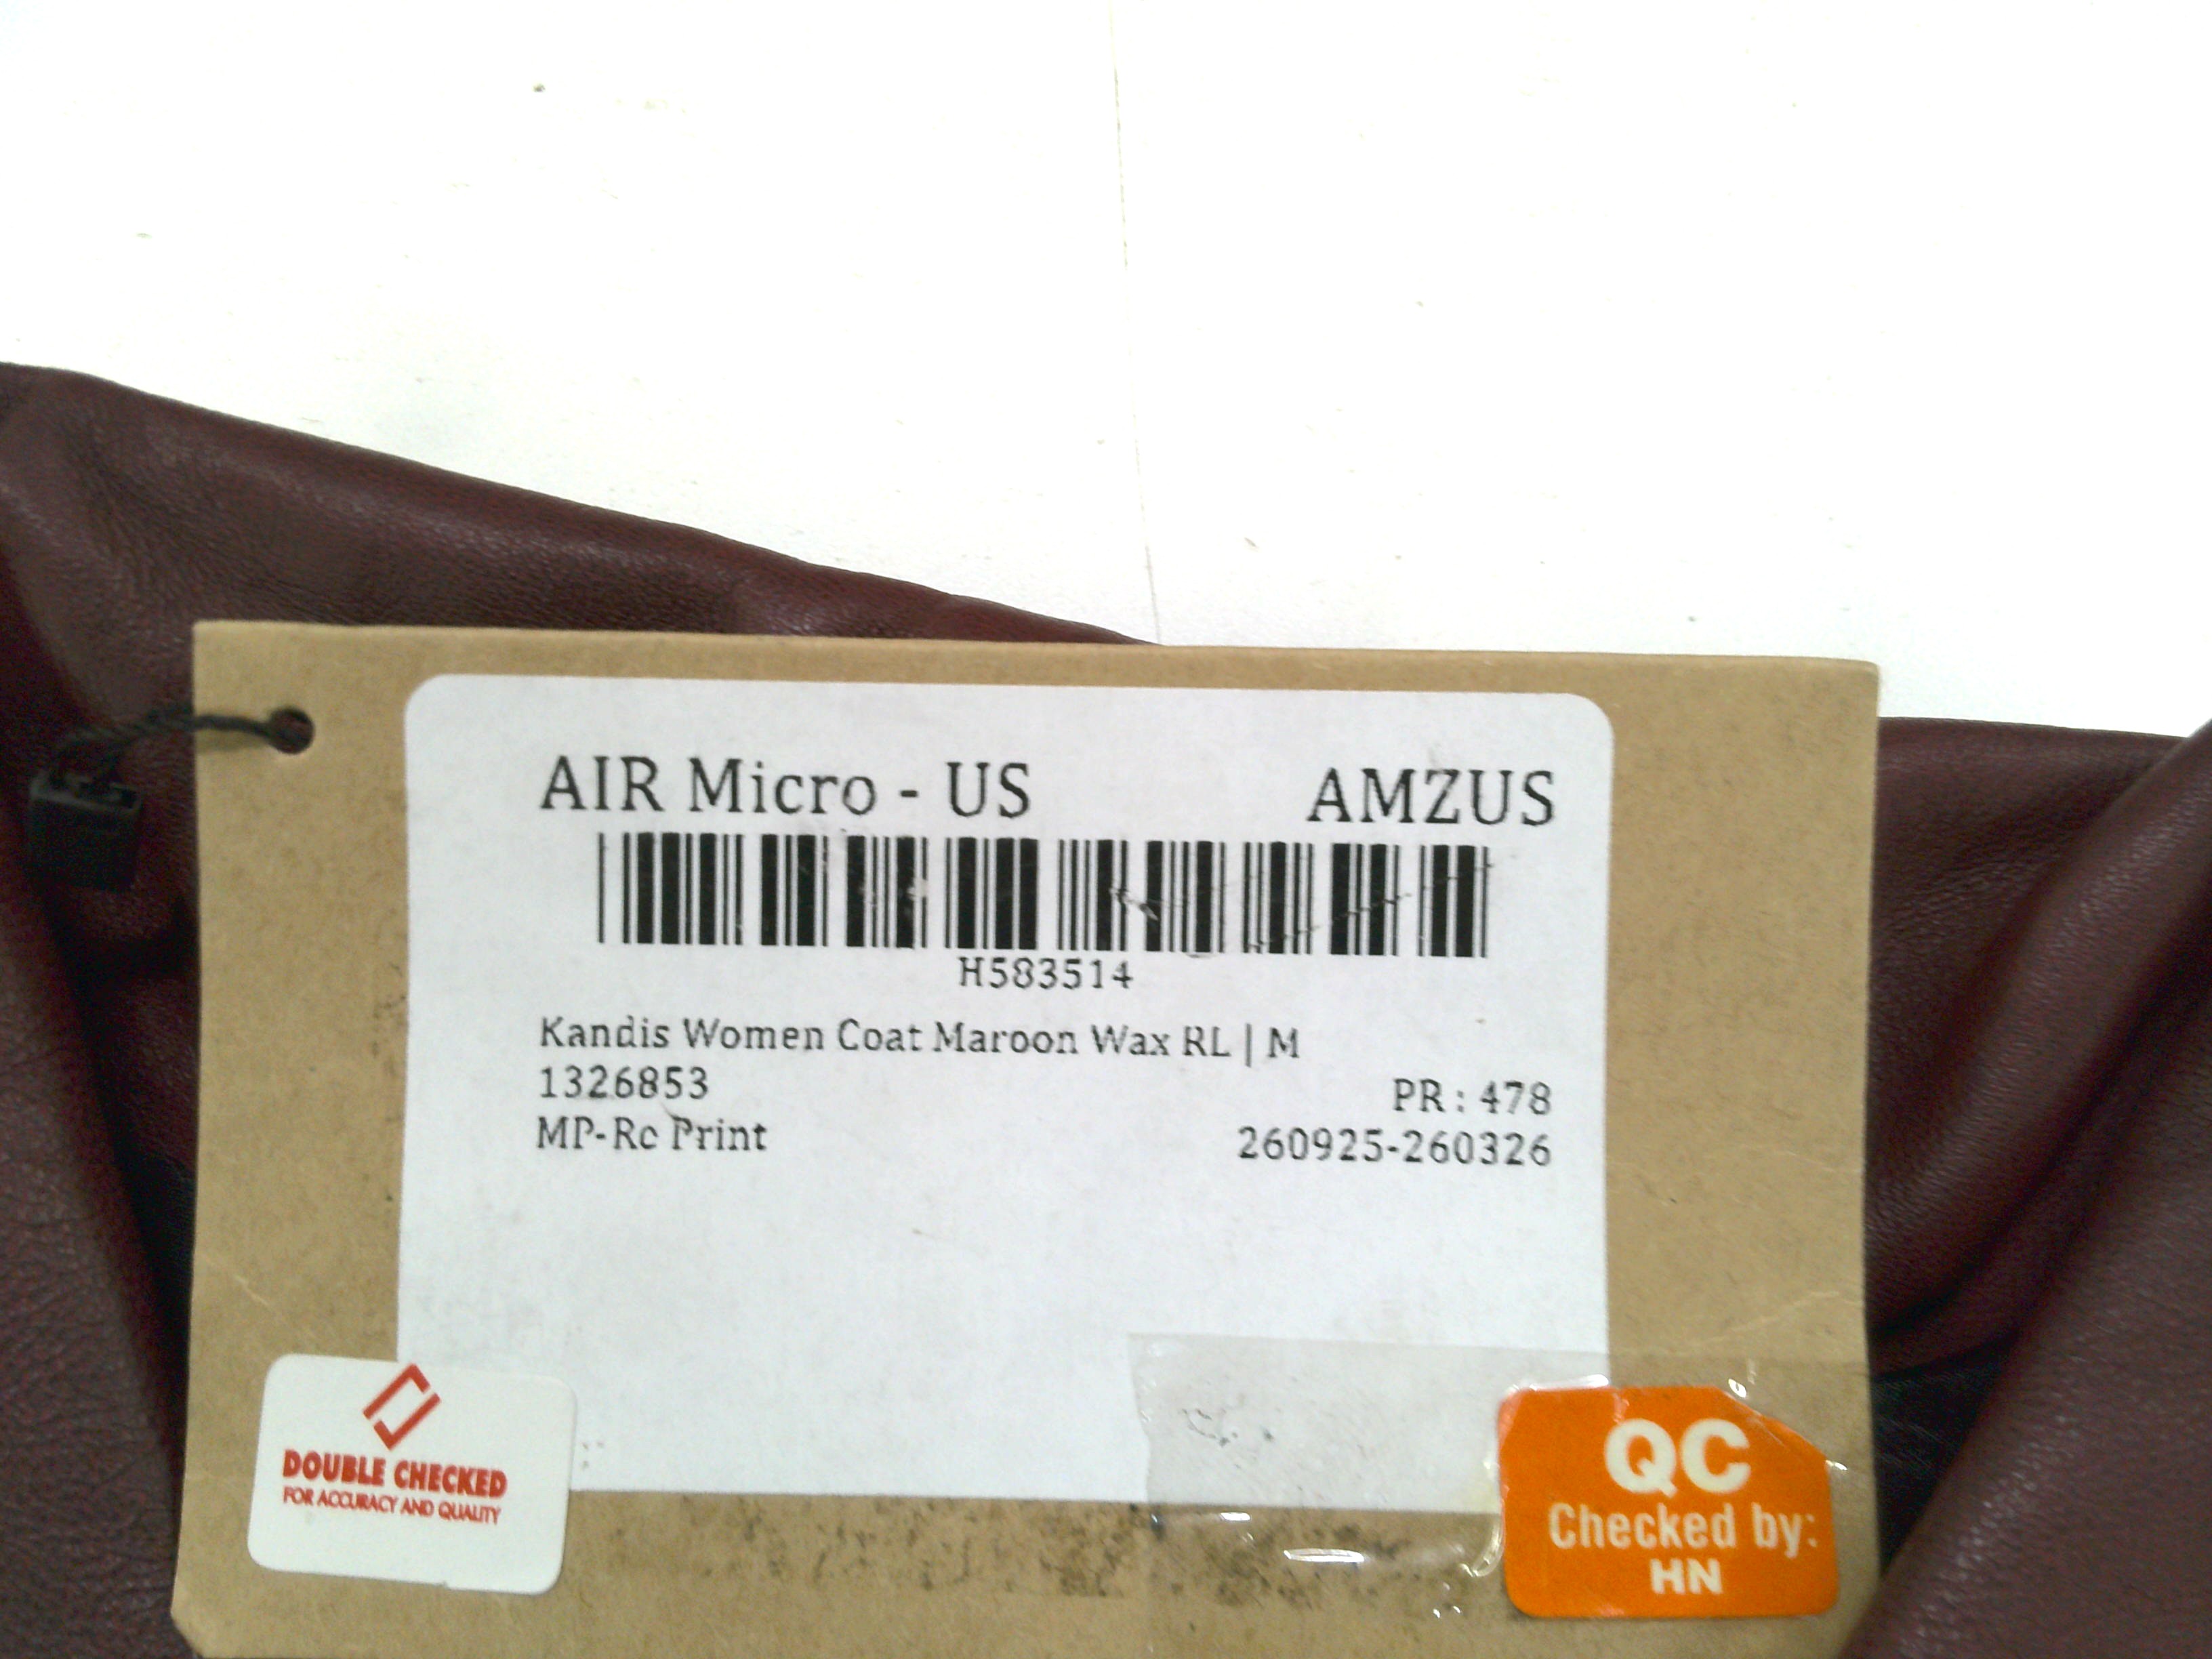 AIR Micro - US AMZUS
H583514
Kandis Women Coat Maroon Wax RL | M
1326853 PR : 478
MP-Rc Print 260925-260326
DOUBLE CHECKED
FOR ACCURACY AND QUALITY
QC
Checked by:
HN